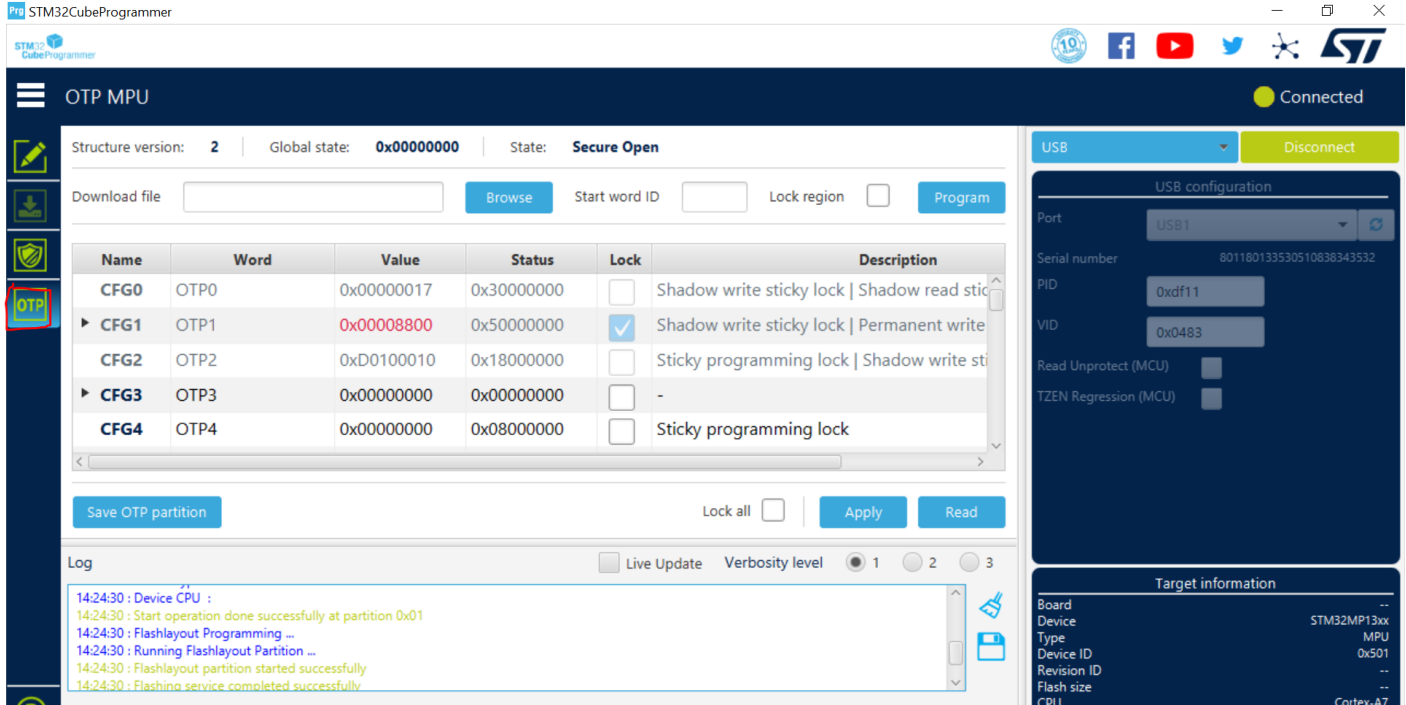 Prg STM32CubeProgrammer
STM32
CubeProgrammer
10
OTP MPU
Connected
Structure version: 2 Global state: 0x00000000 State: Secure Open
Download file Browse Start word ID Lock region Program
Name Word Value Status Lock Description
CFG0 OTP0 0x00000017 0x30000000 Shadow write sticky lock | Shadow read stic
OTP
CFG1 OTP1 0x00008800 0x50000000 Shadow write sticky lock | Permanent write
CFG2 OTP2 0xD0100010 0x18000000 Sticky programming lock | Shadow write sti
CFG3 OTP3 0x00000000 0x00000000 -
CFG4 OTP4 0x00000000 0x08000000 Sticky programming lock
Save OTP partition Lock all Apply Read
Log Live Update Verbosity level 1 2 3
14:24:30 : Device CPU :
14:24:30 : Start operation done successfully at partition 0x01
14:24:30 : Flashlayout Programming ...
14:24:30 : Running Flashlayout Partition ...
14:24:30 : Flashlayout partition started successfully
14:24:30 : Flashing service completed successfully
USB Disconnect
USB configuration
Port USB1
Serial number 801180133530510838343532
PID 0xdf11
VID 0x0483
Read Unprotect (MCU)
TZEN Regression (MCU)
Target information
Board --
Device STM32MP13xx
Type MPU
Device ID 0x501
Revision ID --
Flash size --
CPU Cortex-A7